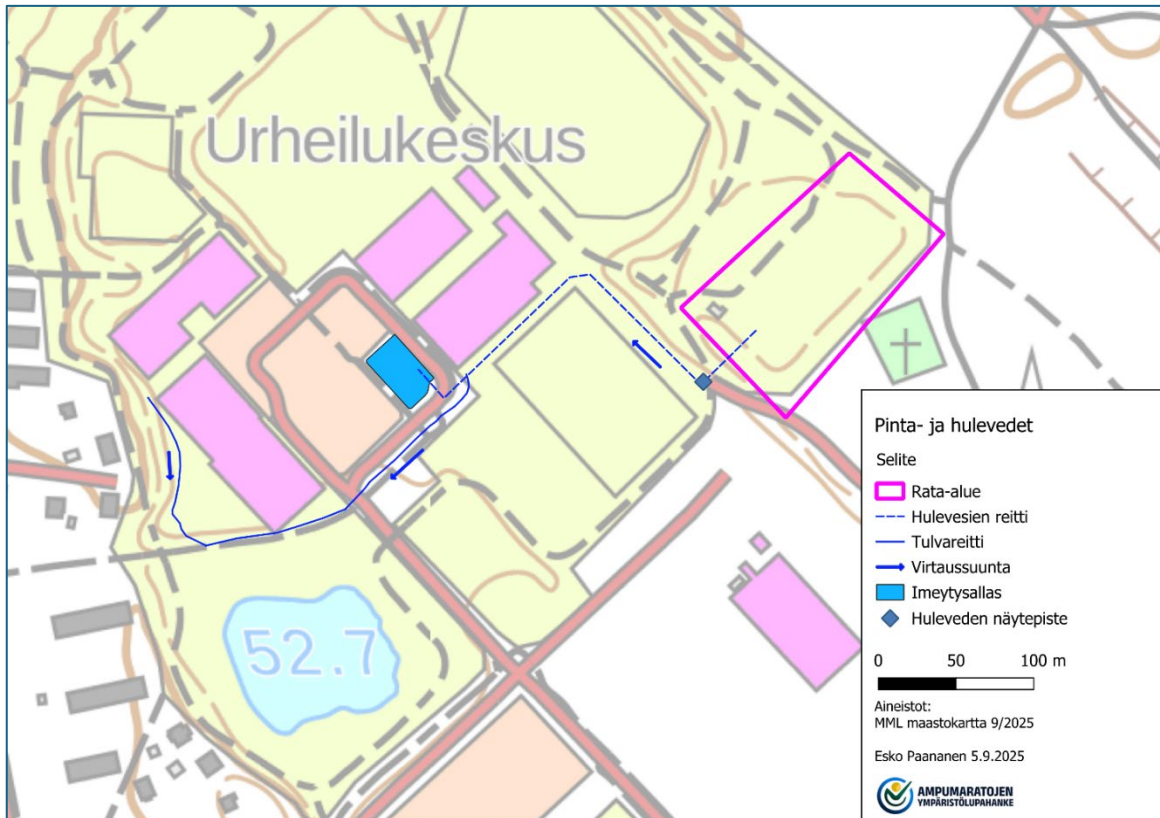 Urheilukeskus
52.7
Pinta- ja hulevedet
Selite
Rata-alue
Hulevesien reitti
Tulvareitti
Virtaussuunta
Imeytysallas
Huleveden näytepiste
0 50 100 m
Aineistot:
MML maastokartta 9/2025
Esko Paananen 5.9.2025
AMPUMARATOJEN
YMPÄRISTÖLUPAHANKE